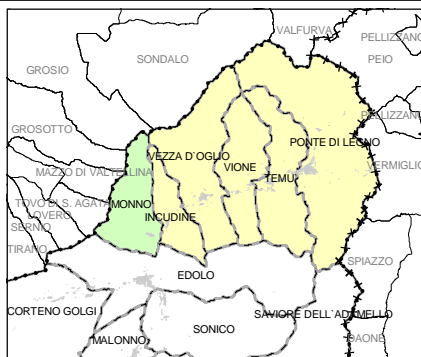 VALFURVA
PELLIZZANO
SONDALO
PEIO
GROSIO
PELLIZZANO
GROSOTTO
PONTE DI LEGNO
VEZZA D`OGLIO
VIONE
VERMIGLIO
MAZZO DI VALTELLINA
TEMU`
TOVO DI S. AGATA
MONNO
LOVERO
INCUDINE
SERNIO
TIRANO
SPIAZZO
EDOLO
CORTENO GOLGI
SAVIORE DELL`ADAMELLO
SONICO
MALONNO
DAONE